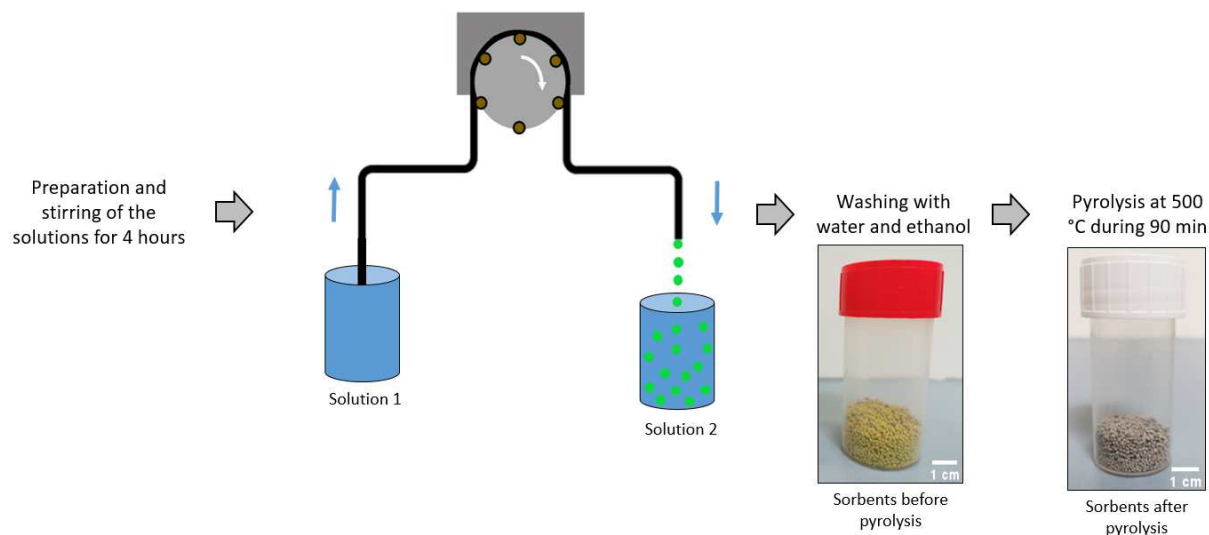 Preparation and
stirring of the
solutions for 4 hours
Solution 1
Solution 2
Washing with
water and ethanol
1 cm
Sorbents before
pyrolysis
Pyrolysis at 500
°C during 90 min
1 cm
Sorbents after
pyrolysis